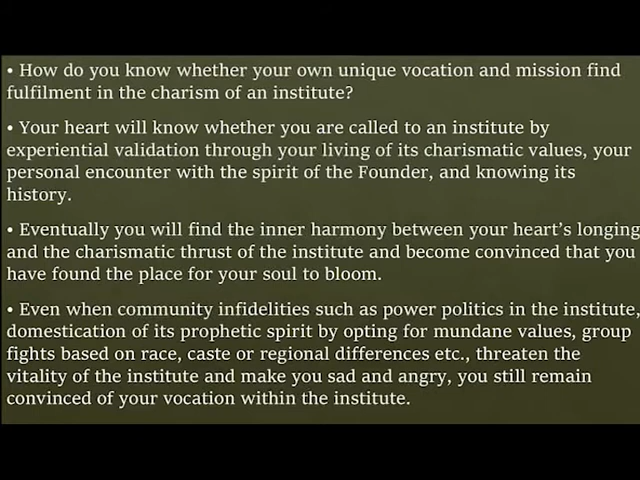 • How do you know whether your own unique vocation and mission find
fulfilment in the charism of an institute?
• Your heart will know whether you are called to an institute by
experiential validation through your living of its charismatic values, your
personal encounter with the spirit of the Founder, and knowing its
history.
• Eventually you will find the inner harmony between your heart's longing
and the charismatic thrust of the institute and become convinced that you
have found the place for your soul to bloom.
• Even when community infidelities such as power politics in the institute,
domestication of its prophetic spirit by opting for mundane values, group
fights based on race, caste or regional differences etc., threaten the
vitality of the institute and make you sad and angry, you still remain
convinced of your vocation within the institute.